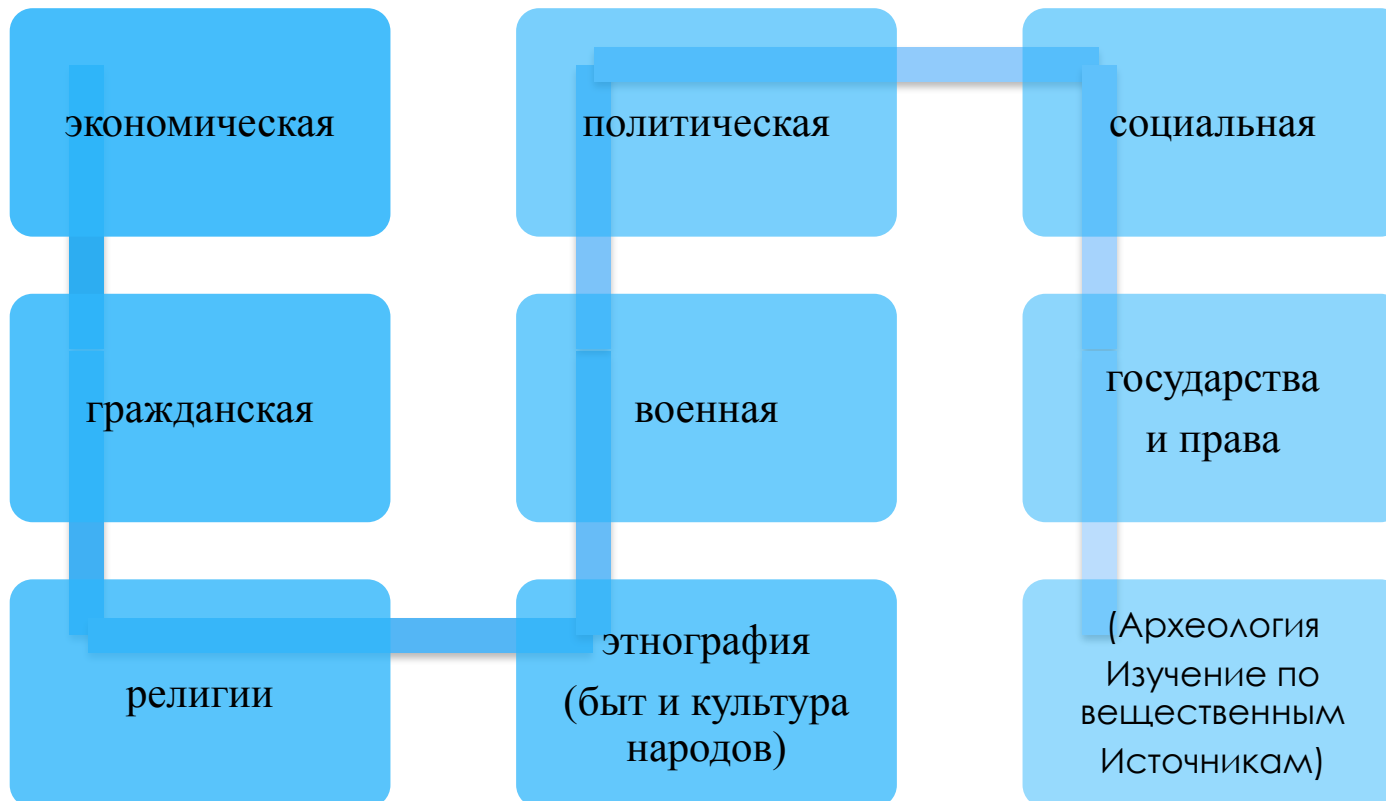 экономическая
политическая
социальная
гражданская
военная
государства
и права
религии
этнография
(быт и культура
народов)
(Археология
Изучение по
вещественным
Источникам)